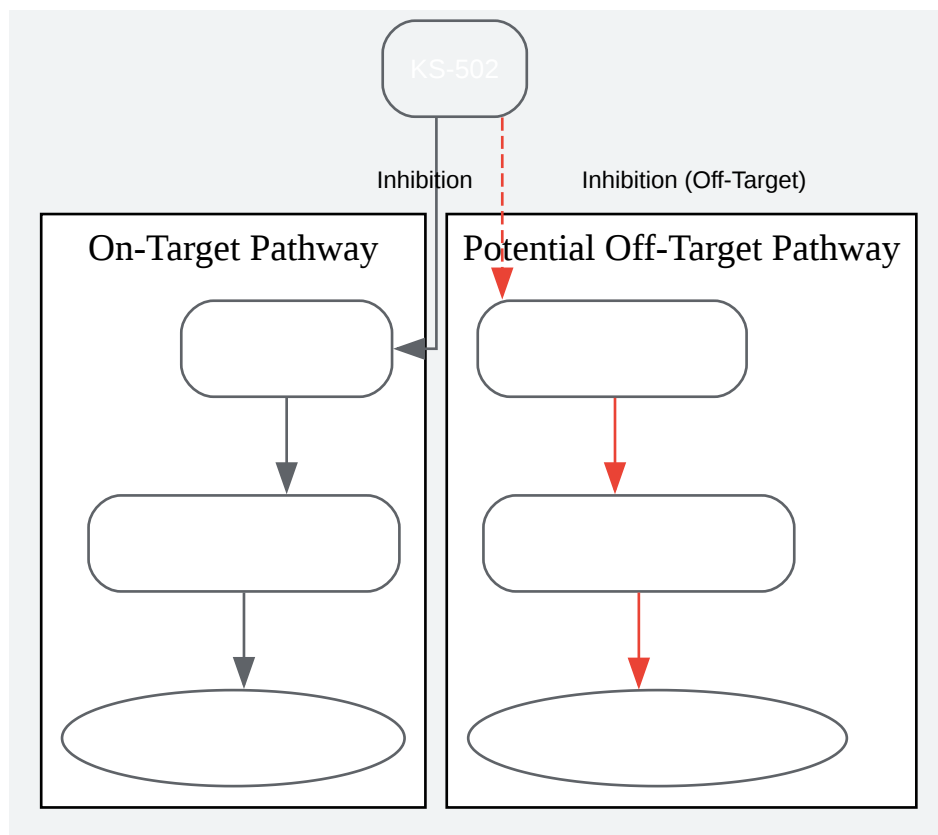 KS-502
Inhibition
Inhibition (Off-Target)
On-Target Pathway
Potential Off-Target Pathway